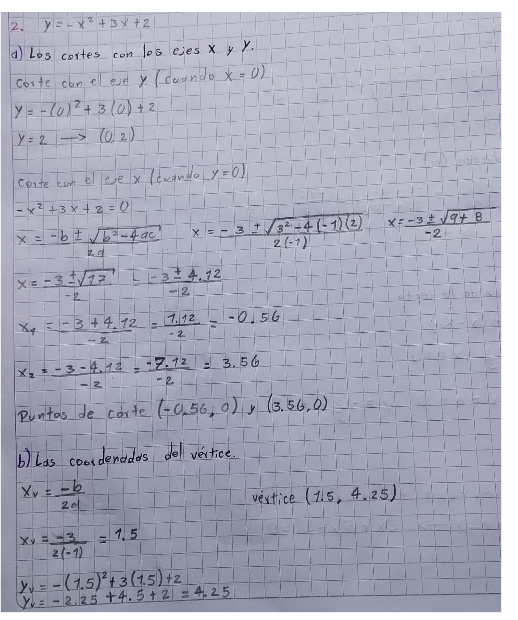 2. y = -x² + 3x + 2
a) Los cortes con los ejes x y y.
Corte con el eje y (cuando x = 0)
y = -(0)² + 3(0) + 2
y = 2 → (0,2)
Corte con el eje x (cuando y = 0)
-x² + 3x + 2 = 0
x = -b ± √b² - 4ac / 2a x = -3 ± √3² - 4(-1)(2) / 2(-1) x = -3 ± √9 + 8 / -2
x = -3 ± √17 / -2 = -3 ± 4.12 / -2
x₁ = -3 + 4.12 / -2 = 1.12 / -2 = -0.56
x₂ = -3 - 4.12 / -2 = -7.12 / -2 = 3.56
Puntos de corte (-0.56, 0) y (3.56, 0)
b) Las coordenadas del vértice.
xᵥ = -b / 2a
vértice (1.5, 4.25)
xᵥ = -3 / 2(-1) = 1.5
yᵥ = -(1.5)² + 3(1.5) + 2
yᵥ = -2.25 + 4.5 + 2 = 4.25